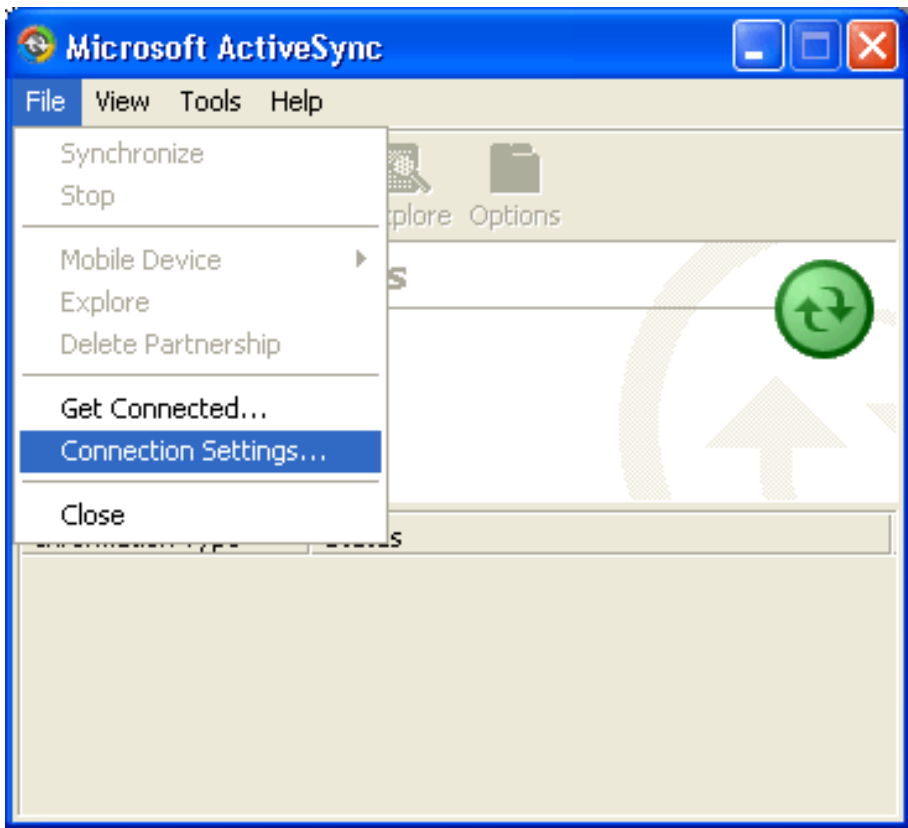 Microsoft ActiveSync
File View Tools Help
Synchronize
Stop
plore Options
Mobile Device
s
Explore
Delete Partnership
Get Connected...
Connection Settings...
Close